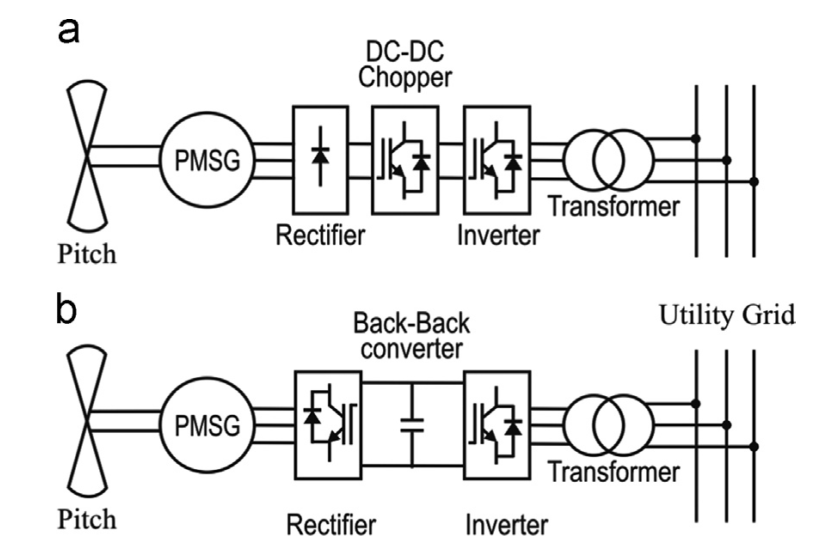 a
DC-DC
Chopper
PMSG
Rectifier
Inverter
Transformer
Pitch
b
Utility Grid
Back-Back
converter
PMSG
Transformer
Pitch
Rectifier
Inverter